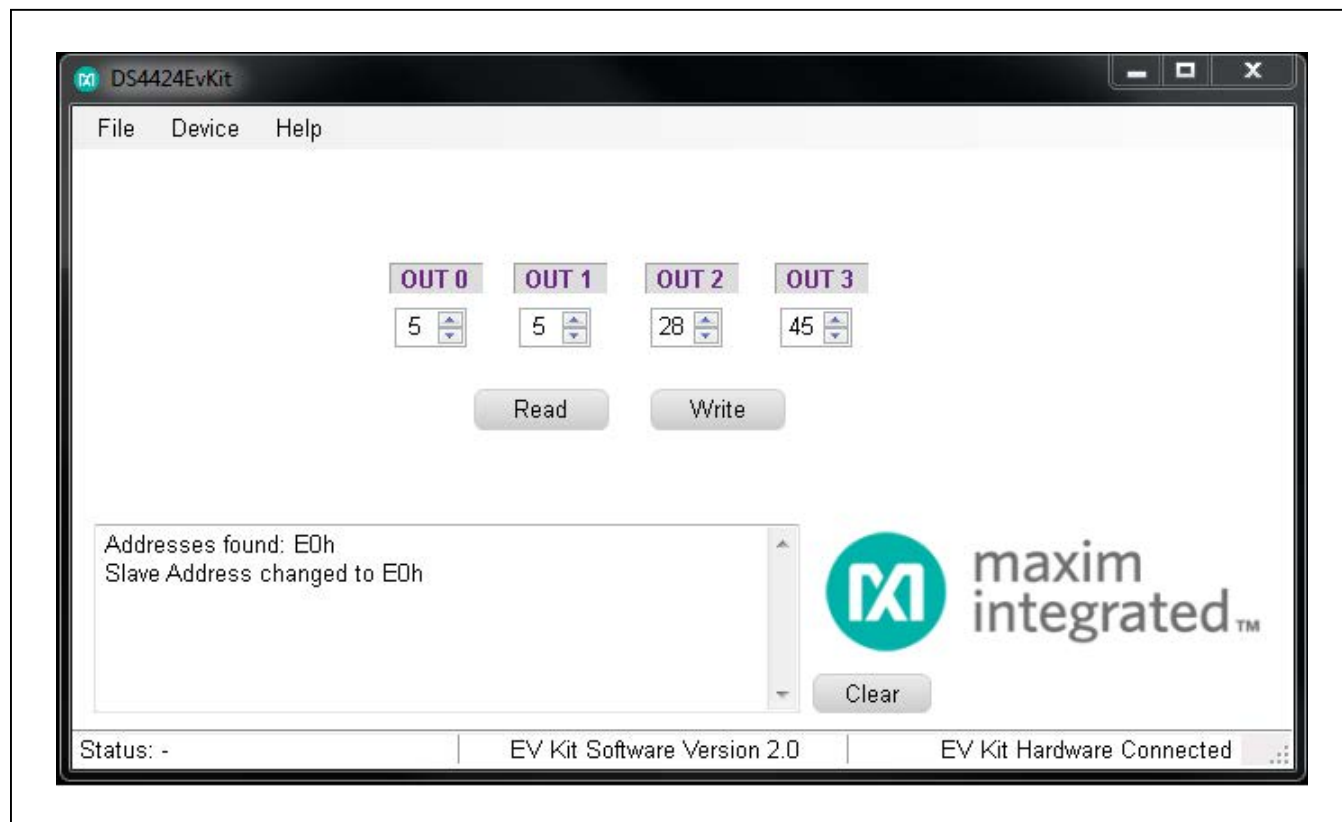 DS4424EvKit
File Device Help
OUT 0 OUT 1 OUT 2 OUT 3
5 5 28 45
Read Write
Addresses found: E0h
Slave Address changed to E0h
maxim
integrated™
Clear
Status: - EV Kit Software Version 2.0 EV Kit Hardware Connected